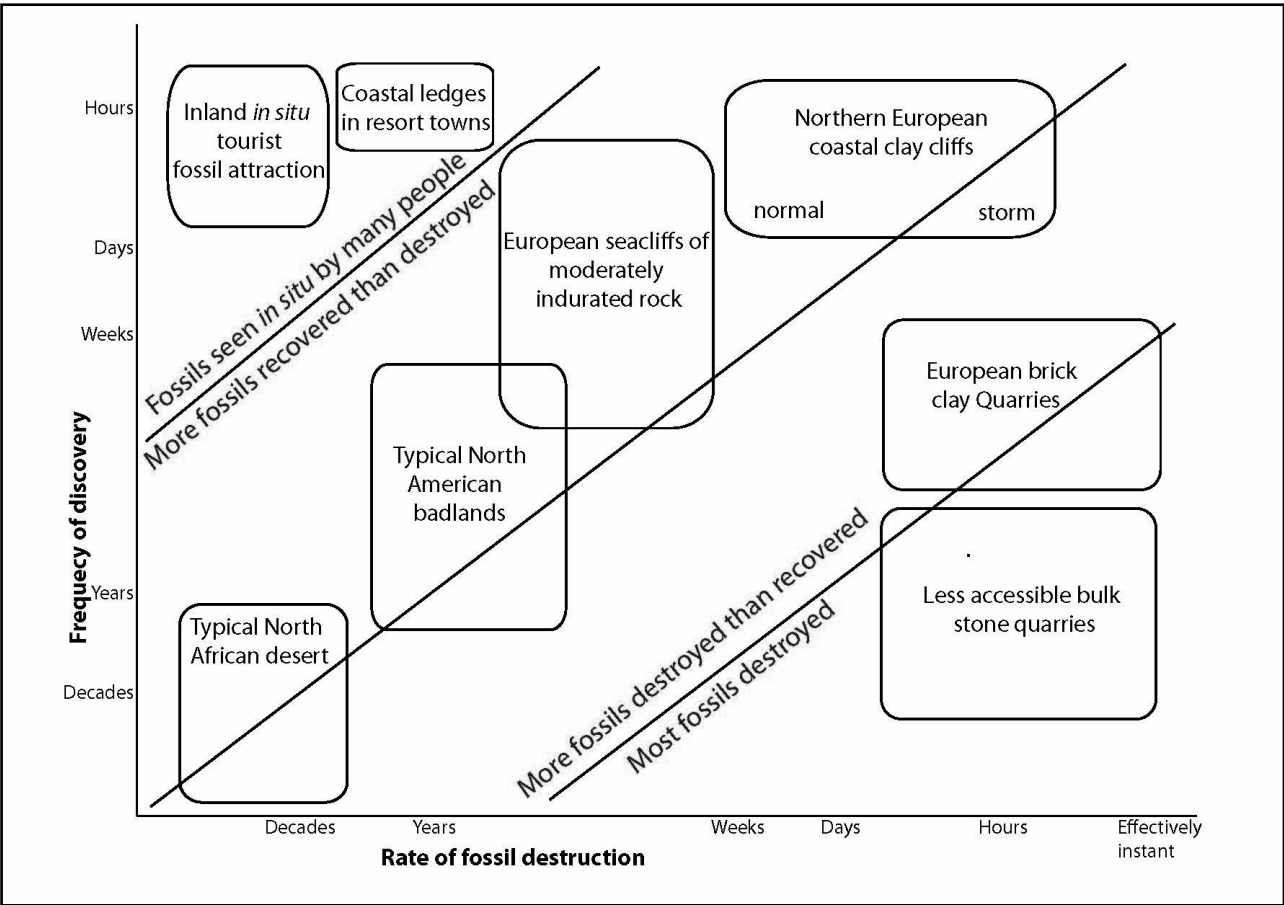 Hours
Inland in situ
tourist
fossil attraction
Coastal ledges
in resort towns
Northern European
coastal clay cliffs
normal
storm
Days
European seacliffs of
moderately
indurated rock
Weeks
Fossils seen in situ by many people
More fossils recovered than destroyed
European brick
clay Quarries
Typical North
American
badlands
Frequecy of discovery
Years
Typical North
African desert
More fossils destroyed than recovered
Most fossils destroyed
Less accessible bulk
stone quarries
Decades
Decades
Years
Weeks
Days
Hours
Effectively
instant
Rate of fossil destruction